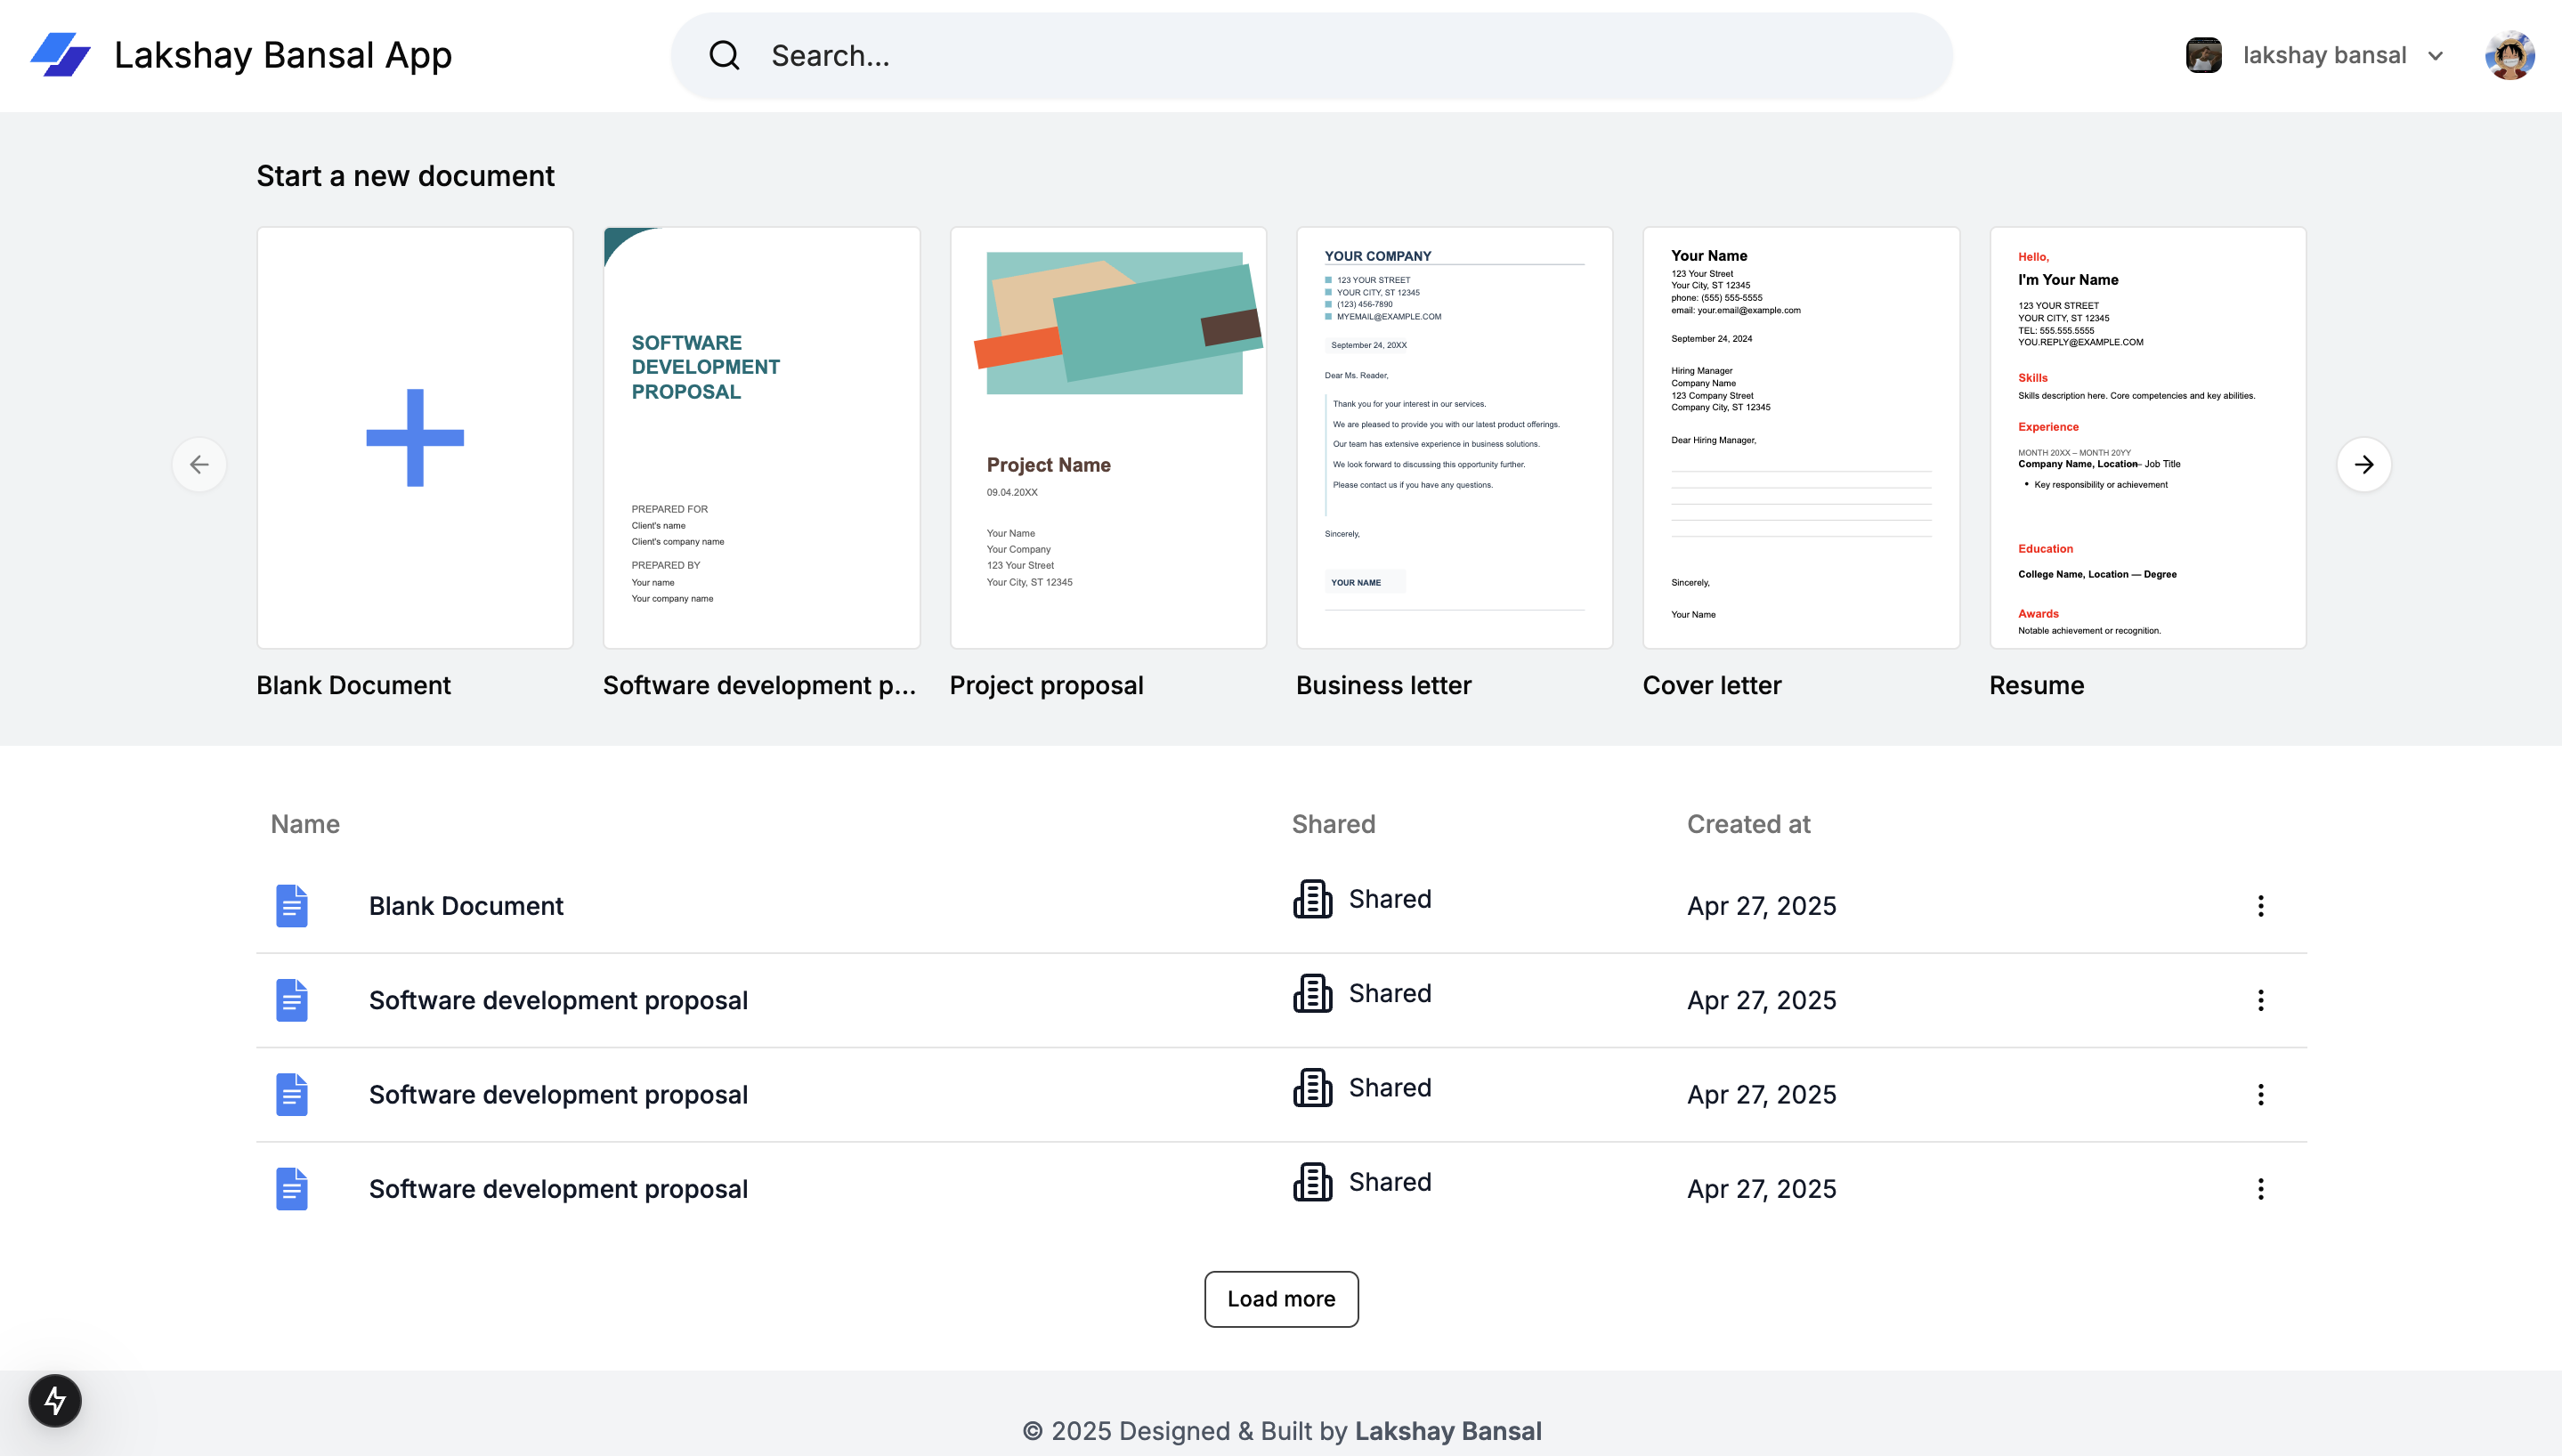 Lakshay Bansal App
Search...
lakshay bansal
Start a new document
SOFTWARE
DEVELOPMENT
PROPOSAL
PREPARED FOR
Client's name
Client's company name
PREPARED BY
Your name
Your company name
Project Name
09.04.20XX
Your Name
Your Company
123 Your Street
Your City, ST 12345
YOUR COMPANY
123 YOUR STREET
YOUR CITY, ST 12345
(123) 456-7890
MYEMAIL@EXAMPLE.COM
September 24, 20XX
Dear Ms. Reader,
Thank you for your interest in our services.
We are pleased to provide you with our latest product offerings.
Our team has extensive experience in business solutions.
We look forward to discussing this opportunity further.
Please contact us if you have any questions.
Sincerely,
YOUR NAME
Your Name
123 Your Street
Your City, ST 12345
phone: (555) 555-5555
email: your.email@example.com
September 24, 2024
Hiring Manager
Company Name
123 Company Street
Company City, ST 12345
Dear Hiring Manager,
Sincerely,
Your Name
Hello,
I'm Your Name
123 YOUR STREET
YOUR CITY, ST 12345
TEL: 555.555.5555
YOU.REPLY@EXAMPLE.COM
Skills
Skills description here. Core competencies and key abilities.
Experience
MONTH 20XX – MONTH 20YY
Company Name, Location— Job Title
• Key responsibility or achievement
Education
College Name, Location — Degree
Awards
Notable achievement or recognition.
Blank Document
Software development p...
Project proposal
Business letter
Cover letter
Resume
Name Shared Created at
Blank Document Shared Apr 27, 2025
Software development proposal Shared Apr 27, 2025
Software development proposal Shared Apr 27, 2025
Software development proposal Shared Apr 27, 2025
Load more
© 2025 Designed & Built by Lakshay Bansal